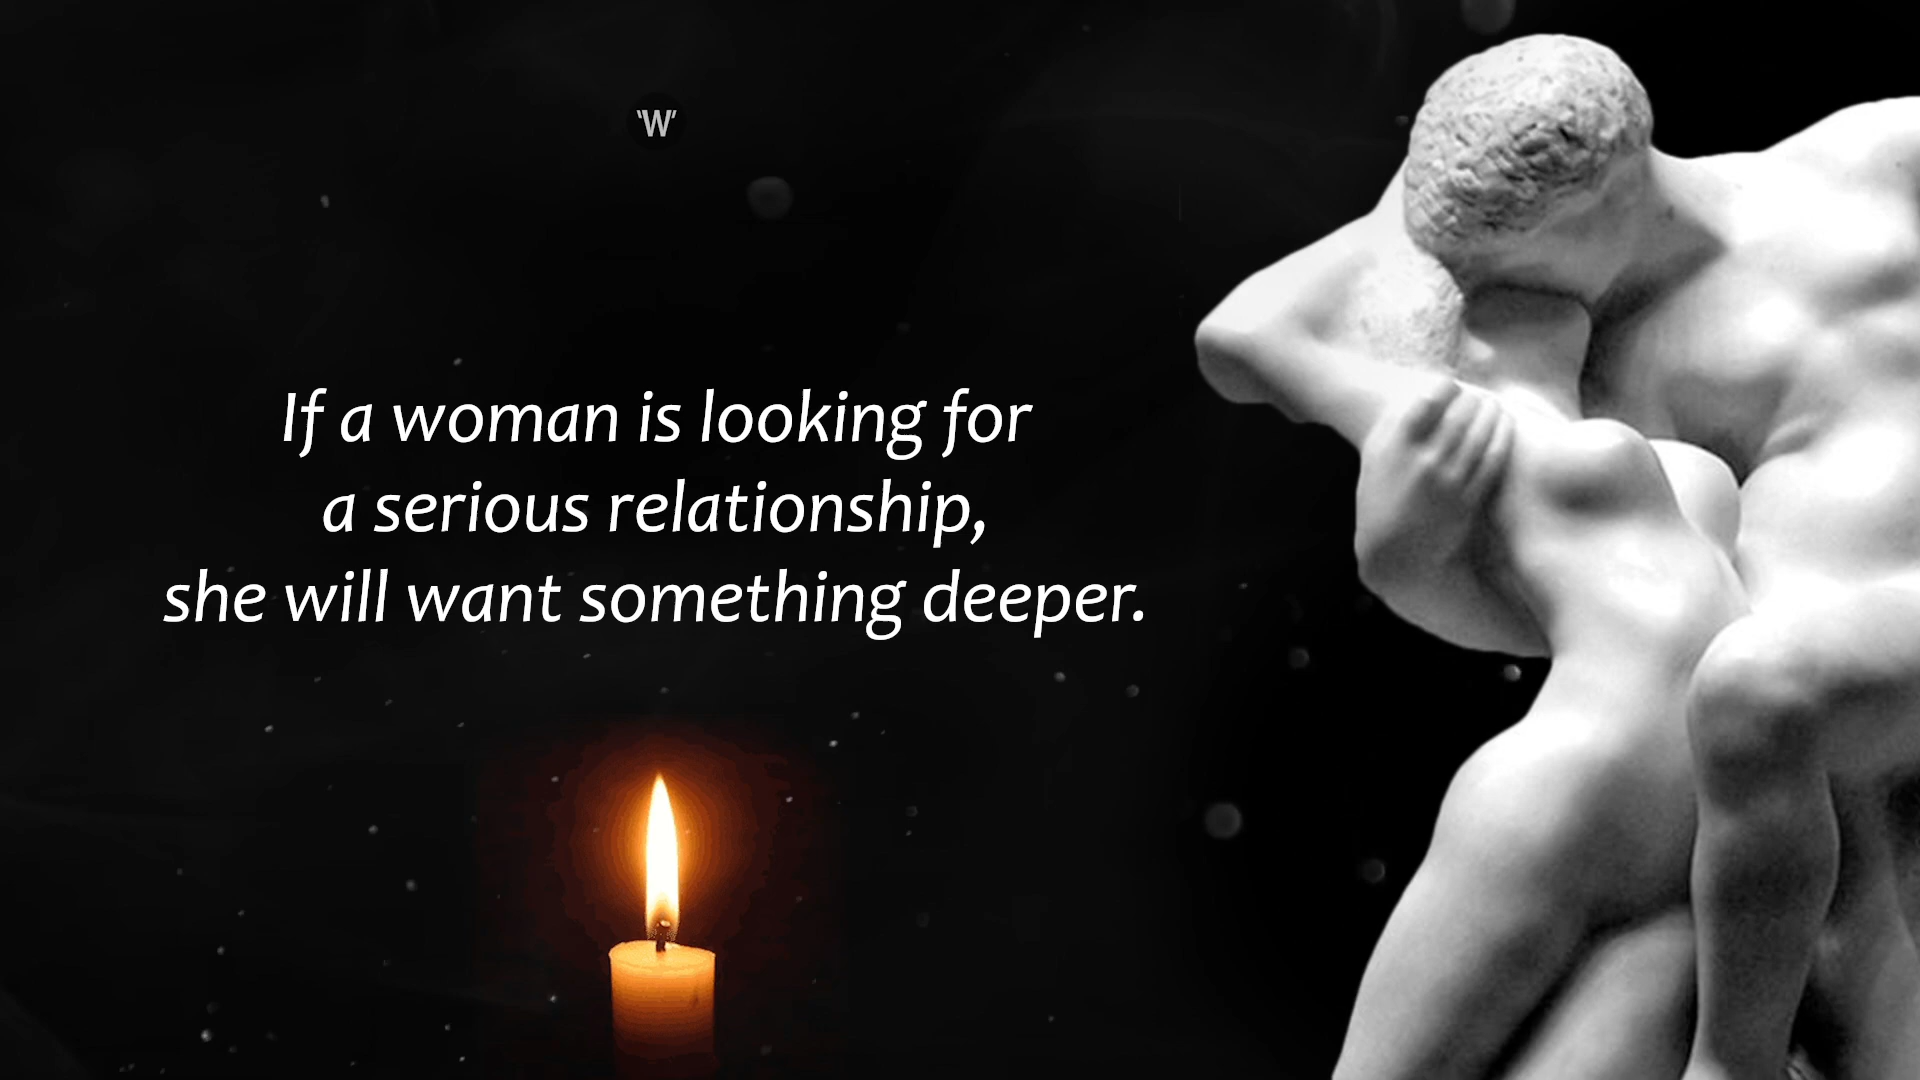 'W'
If a woman is looking for
a serious relationship,
she will want something deeper.